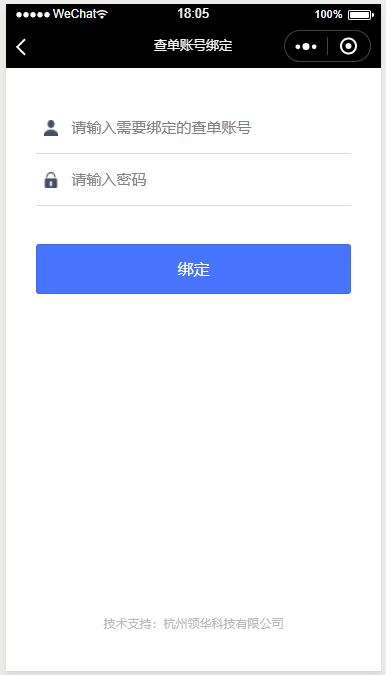 ●●●●● WeChat 18:05 100%
查单账号绑定
请输入需要绑定的查单账号
请输入密码
绑定
技术支持：杭州领华科技有限公司